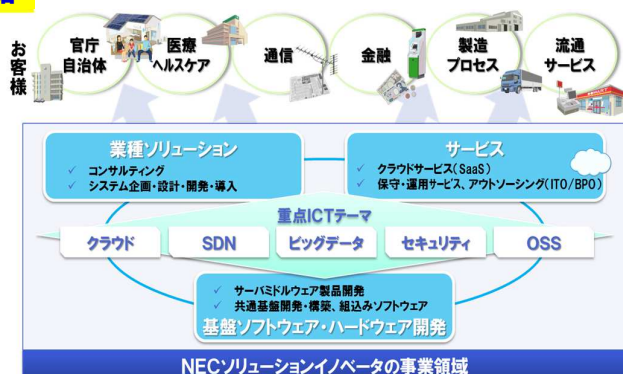 お客様
官庁
自治体
医療
ヘルスケア
通信
金融
製造
プロセス
流通
サービス
業種ソリューション
✓ コンサルティング
✓ システム企画・設計・開発・導入
サービス
✓ クラウドサービス(SaaS)
✓ 保守・運用サービス、アウトソーシング(ITO/BPO)
重点ICTテーマ
クラウド
SDN
ビッグデータ
セキュリティ
OSS
✓ サーバミドルウェア製品開発
✓ 共通基盤開発・構築、組込みソフトウェア
基盤ソフトウェア・ハードウェア開発
NECソリューションイノベータの事業領域